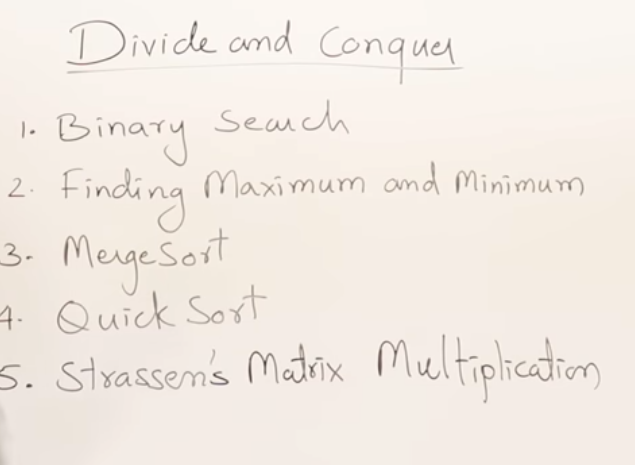 Divide and Conquer
1. Binary Search
2. Finding Maximum and Minimum
3. MergeSort
4. Quick Sort
5. Strassen's Matrix Multiplication